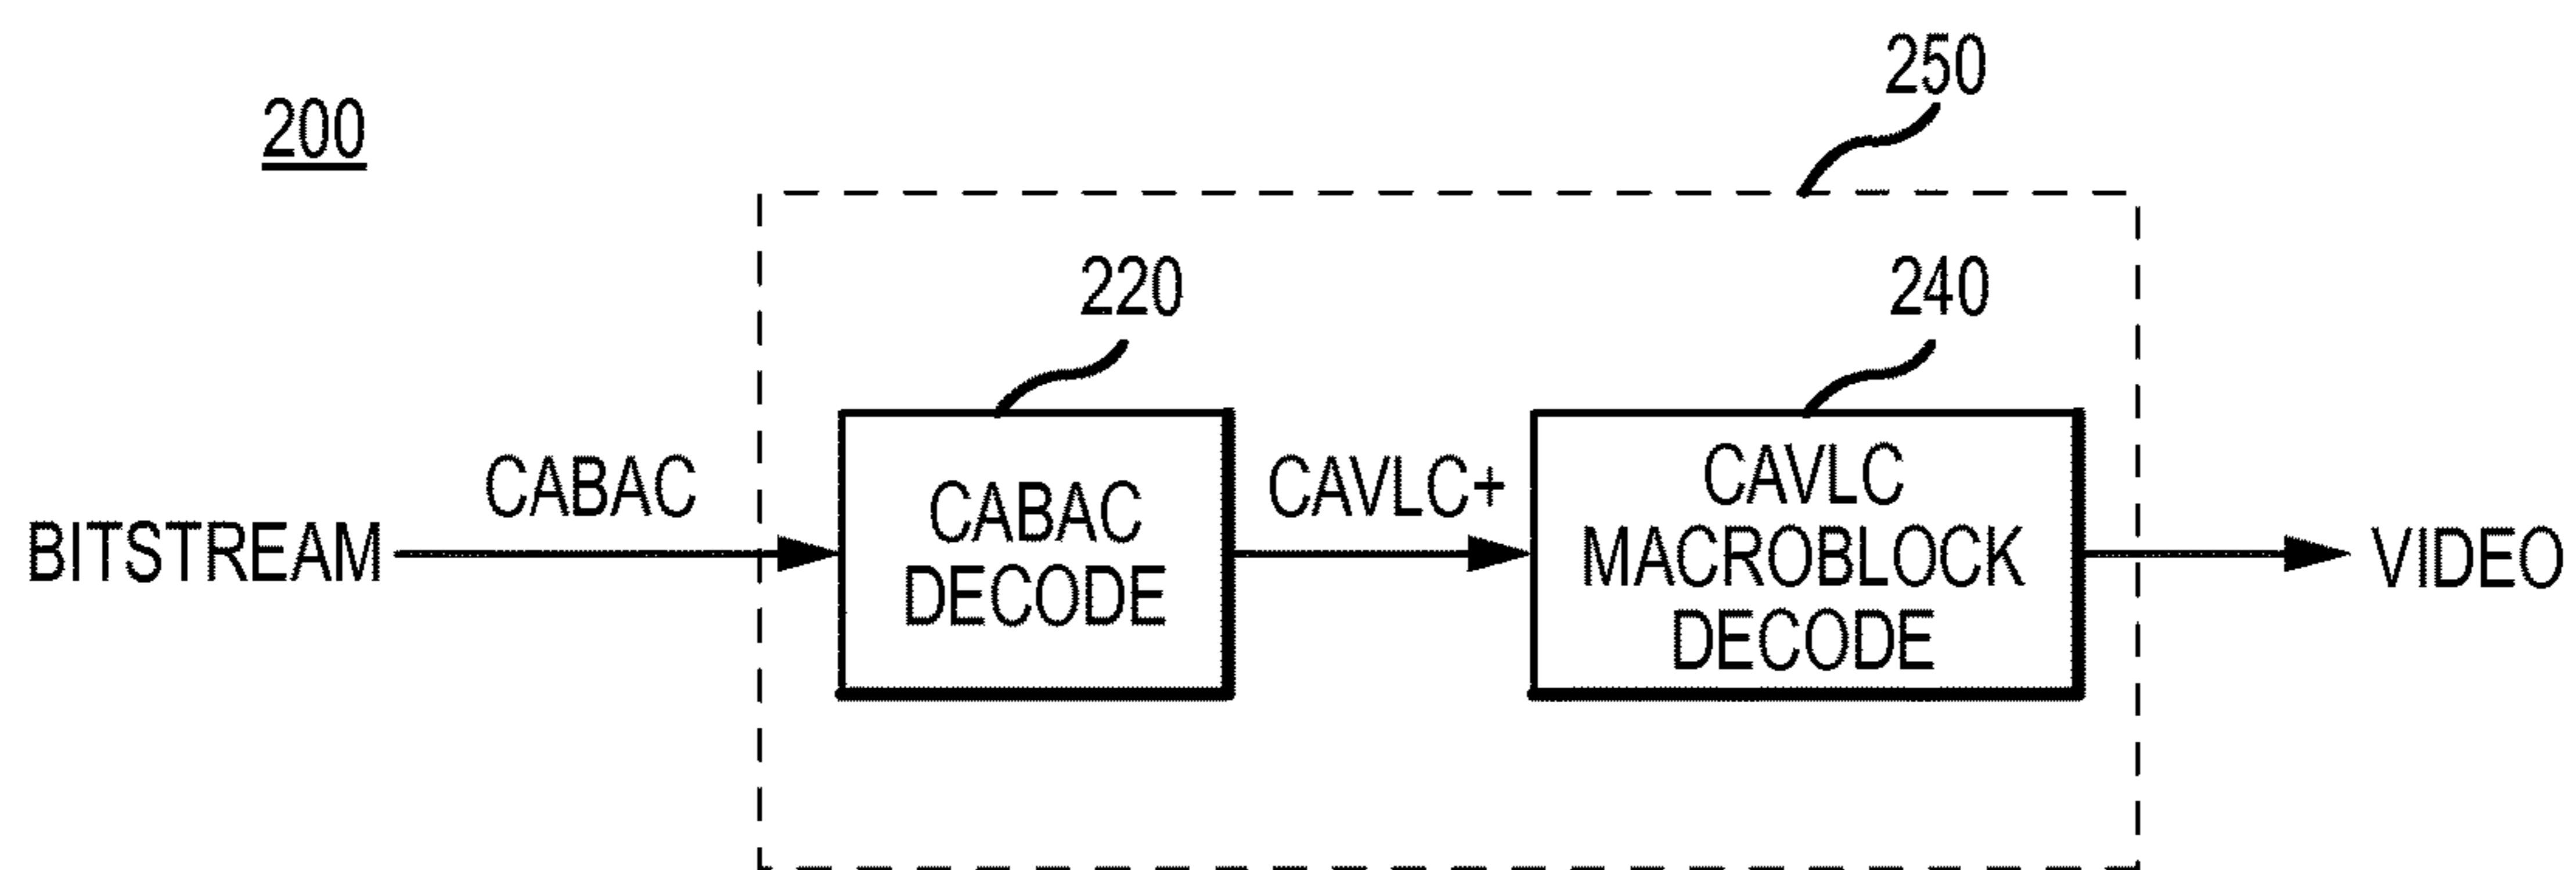 250
200
220
240
CABAC
CABAC
DECODE
CAVLC+
CAVLC
MACROBLOCK
DECODE
BITSTREAM
VIDEO